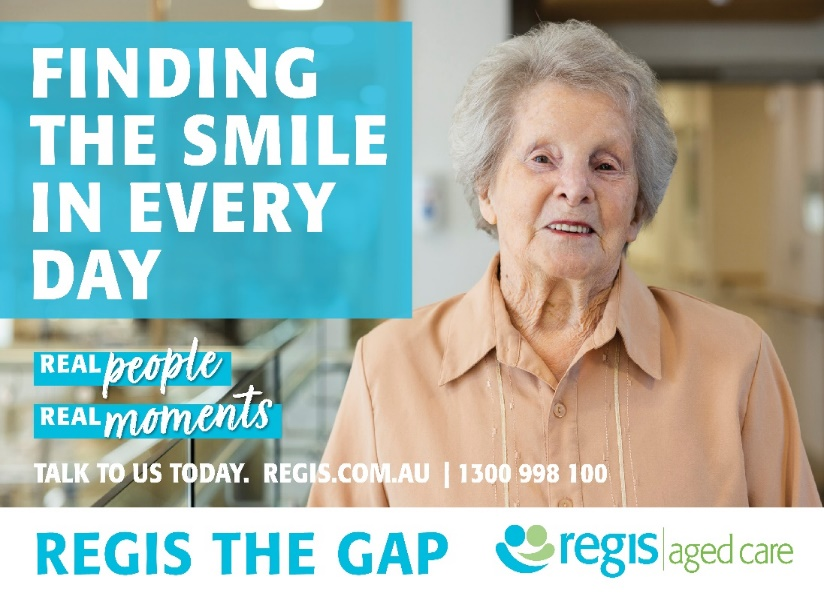 FINDING
THE SMILE
IN EVERY
DAY
REAL people
REAL moments
TALK TO US TODAY. REGIS.COM.AU | 1300 998 100
REGIS THE GAP
regis | aged care